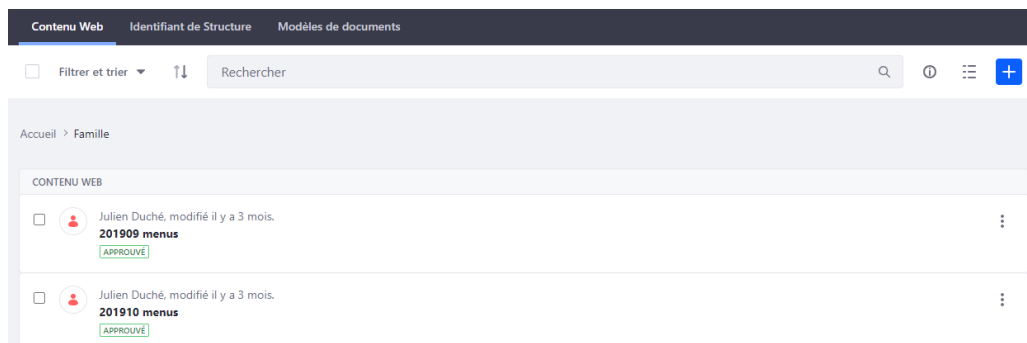 Contenu Web Identifiant de Structure Modèles de documents
Filtrer et trier Rechercher
Accueil > Famille
CONTENU WEB
Julien Duché, modifié il y a 3 mois.
201909 menus
APPROUVÉ
Julien Duché, modifié il y a 3 mois.
201910 menus
APPROUVÉ